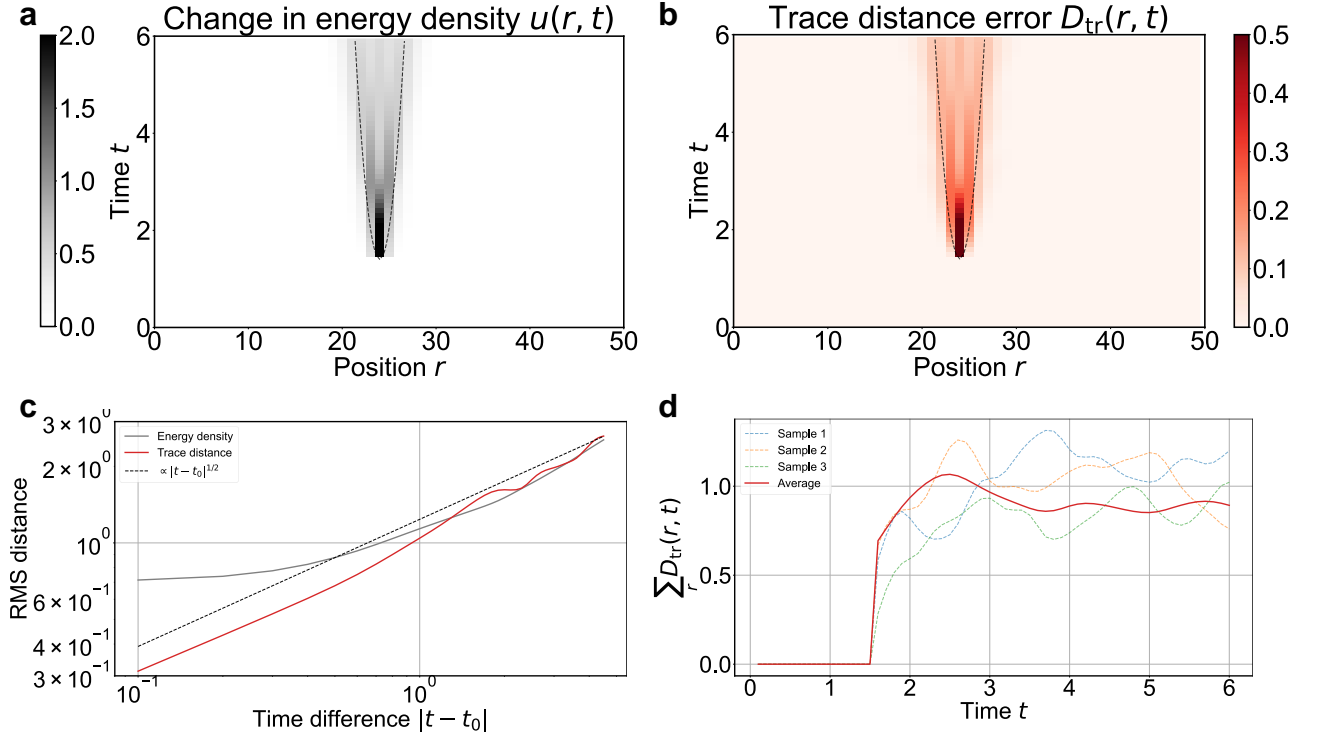 a
Change in energy density u(r, t)
2.0
1.5
1.0
0.5
0.0
6
4
2
0
Time t
0 10 20 30 40 50
Position r
b
Trace distance error D_tr(r, t)
6
4
2
0
Time t
0 10 20 30 40 50
Position r
0.5
0.4
0.3
0.2
0.1
0.0
c
3 × 10⁰
2 × 10⁰
10⁰
6 × 10⁻¹
4 × 10⁻¹
3 × 10⁻¹
RMS distance
Energy density
Trace distance
∝ |t − t₀|^{1/2}
10⁻¹ 10⁰
Time difference |t − t₀|
d
Sample 1
Sample 2
Sample 3
Average
1.0
0.5
0.0
∑_r D_tr(r, t)
0 1 2 3 4 5 6
Time t